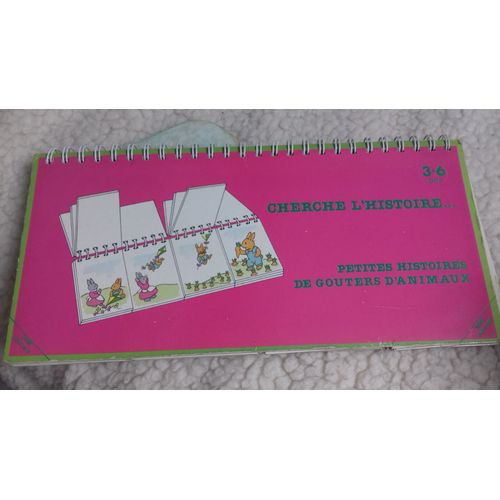 3-6
CHERCHE L'HISTOIRE...
PETITES HISTOIRES
DE GOUTERS D'ANIMAUX